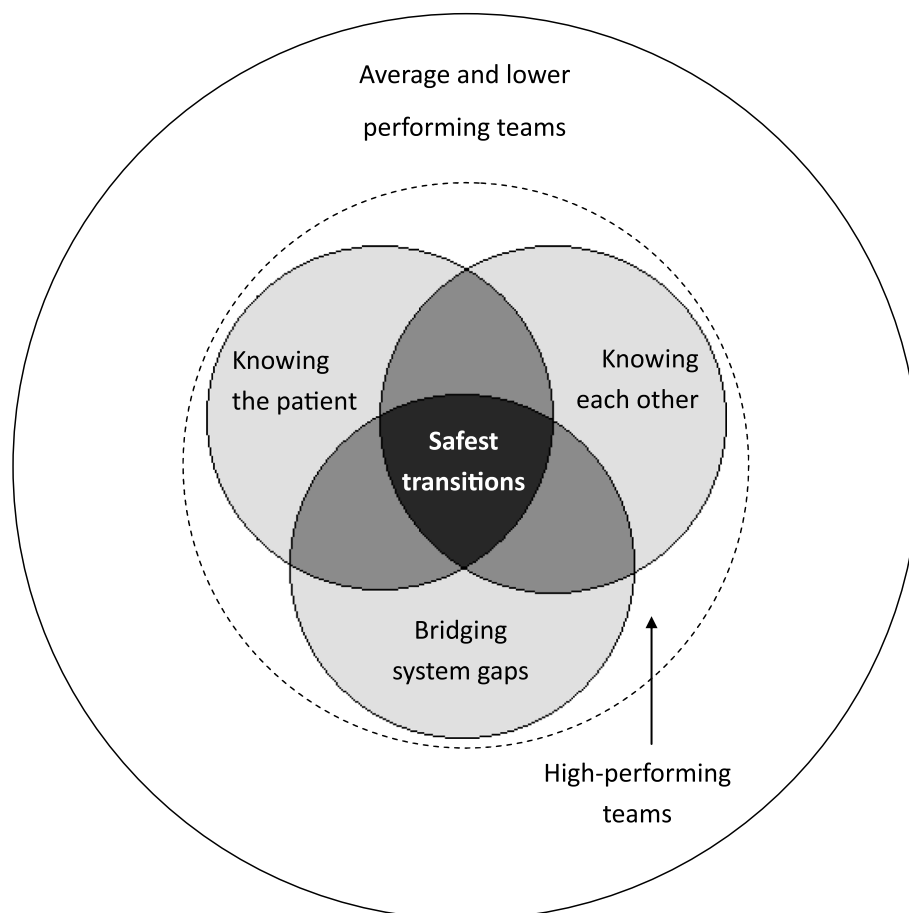 Average and lower
performing teams
Knowing
the patient
Knowing
each other
Safest
transitions
Bridging
system gaps
High-performing
teams